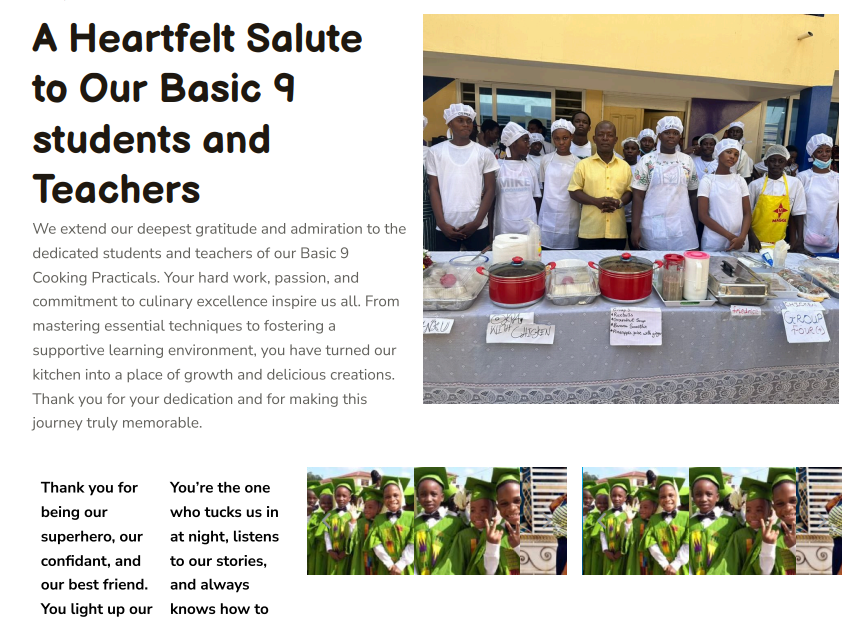 A Heartfelt Salute
to Our Basic 9
students and
Teachers
We extend our deepest gratitude and admiration to the
dedicated students and teachers of our Basic 9
Cooking Practicals. Your hard work, passion, and
commitment to culinary excellence inspire us all. From
mastering essential techniques to fostering a
supportive learning environment, you have turned our
kitchen into a place of growth and delicious creations.
Thank you for your dedication and for making this
journey truly memorable.
NIKE
WITH CHICKEN
GROUP
FOUR(4)
Thank you for
being our
superhero, our
confidant, and
our best friend.
You light up our
You're the one
who tucks us in
at night, listens
to our stories,
and always
knows how to